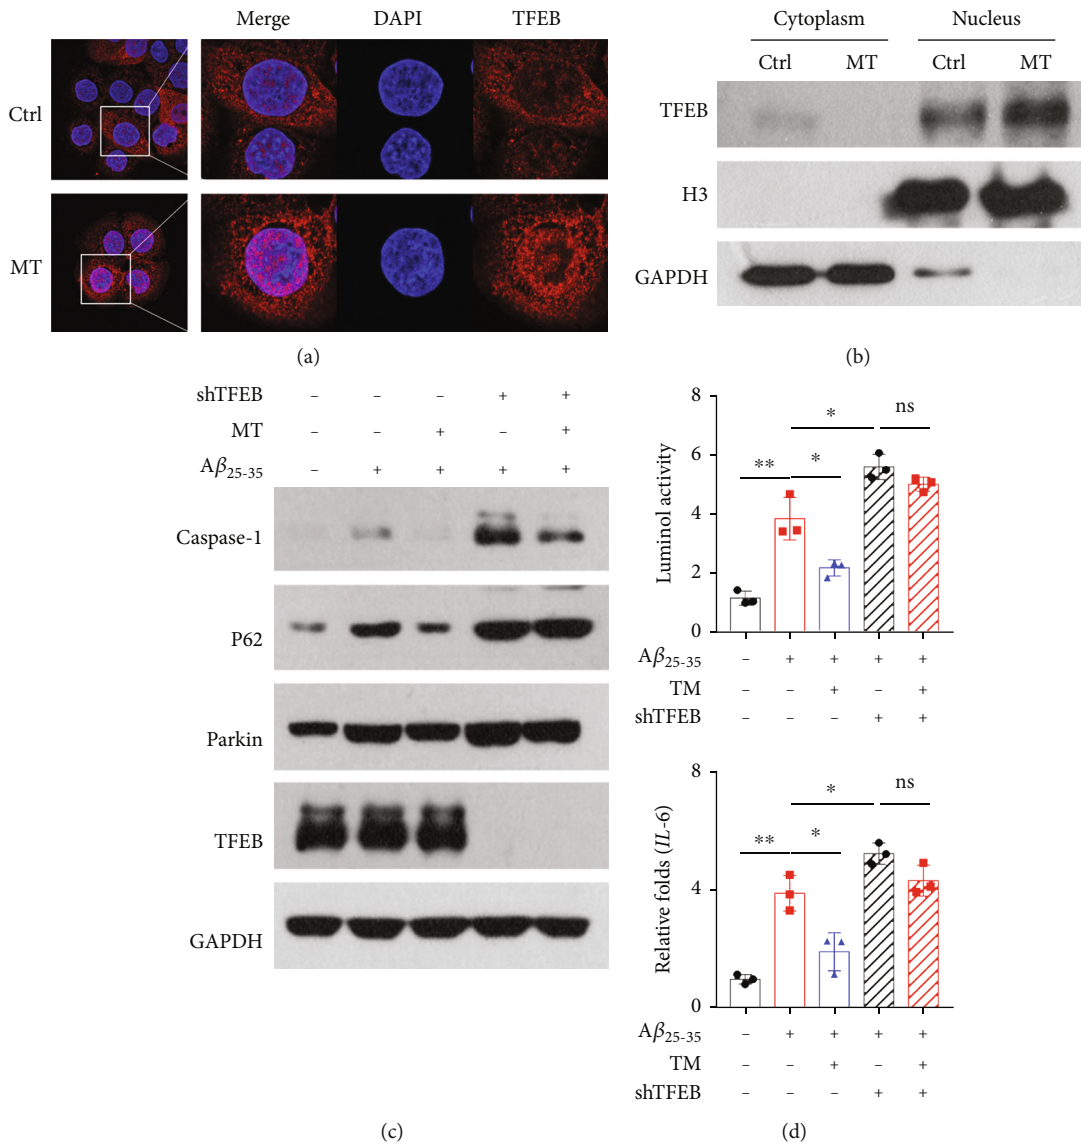 Merge DAPI TFEB
Ctrl
MT
(a)
Cytoplasm Nucleus
Ctrl MT Ctrl MT
TFEB
H3
GAPDH
(b)
shTFEB – – – + +
MT – – + – +
Aβ25-35 – + + + +
Caspase-1
P62
Parkin
TFEB
GAPDH
(c)
8
6
4
2
0
Luminol activity
** * * ns
Aβ25-35 – + + + +
TM – – + – +
shTFEB – – – + +
8
4
0
Relative folds (IL-6)
** * * ns
Aβ25-35 – + + + +
TM – – + – +
shTFEB – – – + +
(d)